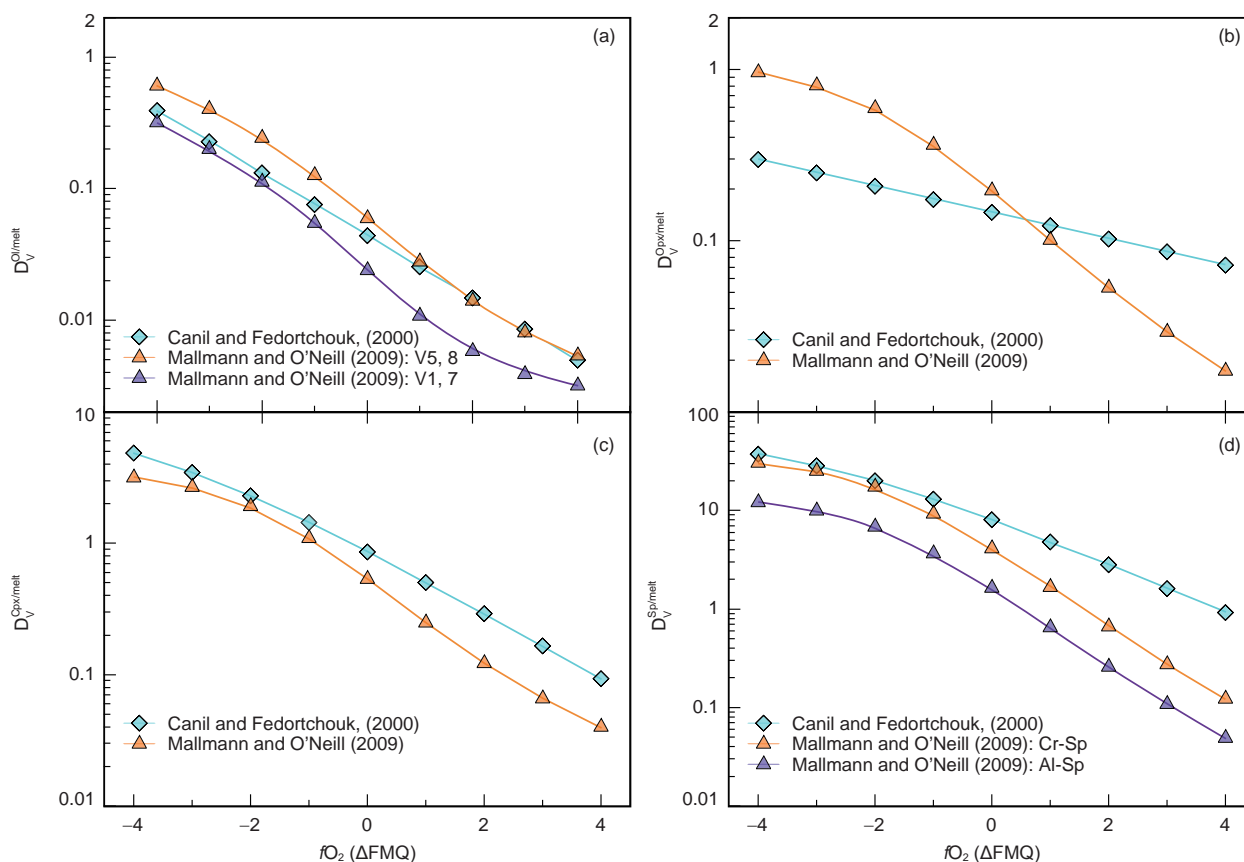 2
(a)
1
0.1
0.01
D_V^Ol/melt
Canil and Fedortchouk, (2000)
Mallmann and O'Neill (2009): V5, 8
Mallmann and O'Neill (2009): V1, 7
2
(b)
1
0.1
D_V^Opx/melt
Canil and Fedortchouk, (2000)
Mallmann and O'Neill (2009)
10
(c)
1
0.1
0.01
D_V^Cpx/melt
Canil and Fedortchouk, (2000)
Mallmann and O'Neill (2009)
−4 −2 0 2 4
fO₂ (ΔFMQ)
100
(d)
10
1
0.1
0.01
D_V^Sp/melt
Canil and Fedortchouk, (2000)
Mallmann and O'Neill (2009): Cr-Sp
Mallmann and O'Neill (2009): Al-Sp
−4 −2 0 2 4
fO₂ (ΔFMQ)